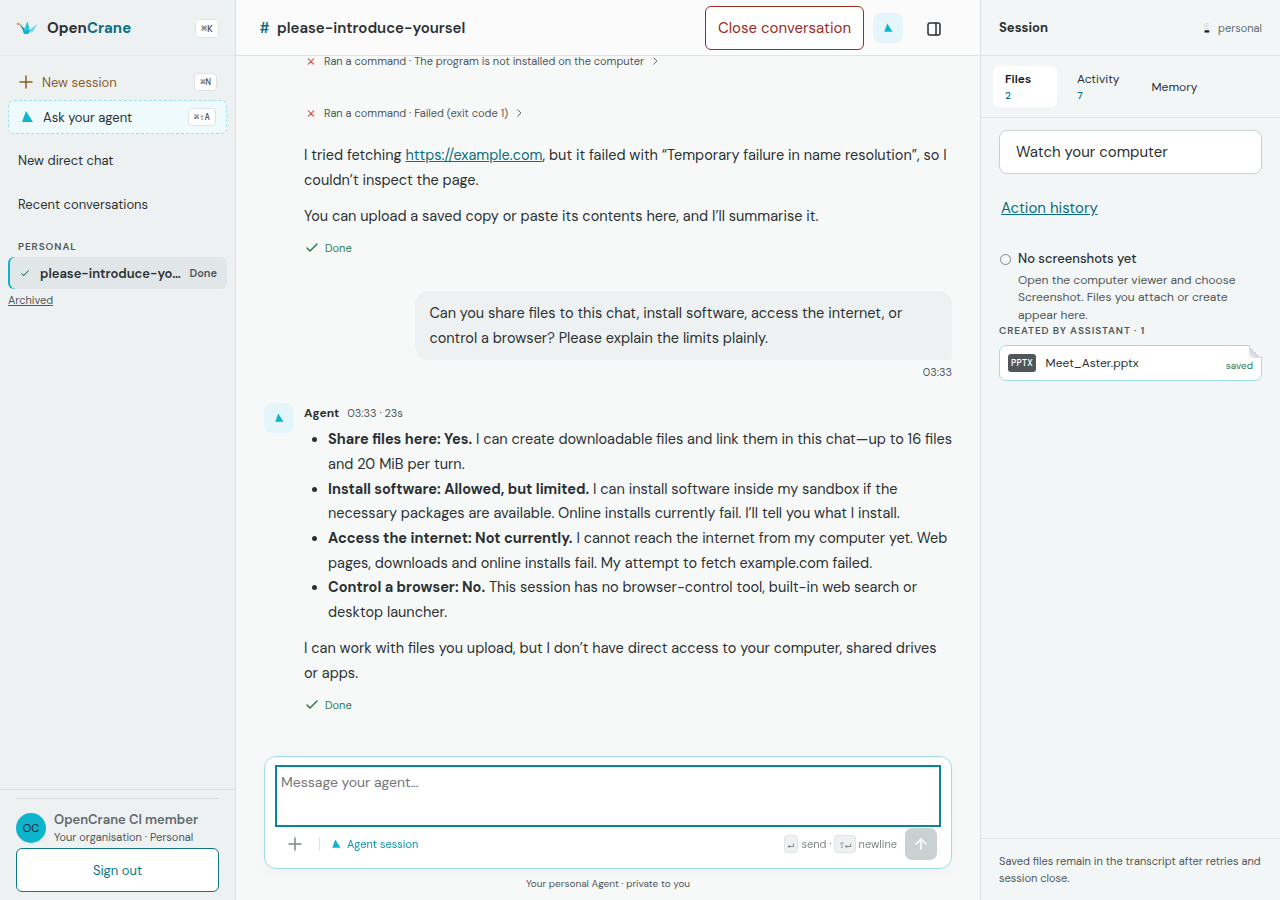 OpenCrane
⌘K
New session
⌘N
Ask your agent
⌘⇧A
New direct chat
Recent conversations
PERSONAL
please-introduce-yo...
Done
Archived
OC
OpenCrane CI member
Your organisation · Personal
Sign out
# please-introduce-yoursel
Close conversation
Ran a command · The program is not installed on the computer
Ran a command · Failed (exit code 1)
I tried fetching https://example.com, but it failed with “Temporary failure in name resolution”, so I
couldn’t inspect the page.
You can upload a saved copy or paste its contents here, and I’ll summarise it.
Done
Can you share files to this chat, install software, access the internet, or
control a browser? Please explain the limits plainly.
03:33
Agent 03:33 · 23s
• Share files here: Yes. I can create downloadable files and link them in this chat—up to 16 files
and 20 MiB per turn.
• Install software: Allowed, but limited. I can install software inside my sandbox if the
necessary packages are available. Online installs currently fail. I’ll tell you what I install.
• Access the internet: Not currently. I cannot reach the internet from my computer yet. Web
pages, downloads and online installs fail. My attempt to fetch example.com failed.
• Control a browser: No. This session has no browser-control tool, built-in web search or
desktop launcher.
I can work with files you upload, but I don’t have direct access to your computer, shared drives
or apps.
Done
Message your agent...
Agent session
↵ send · ⇧↵ newline
Your personal Agent · private to you
Session
personal
Files
2
Activity
7
Memory
Watch your computer
Action history
No screenshots yet
Open the computer viewer and choose
Screenshot. Files you attach or create
appear here.
CREATED BY ASSISTANT · 1
PPTX
Meet_Aster.pptx
saved
Saved files remain in the transcript after retries and
session close.